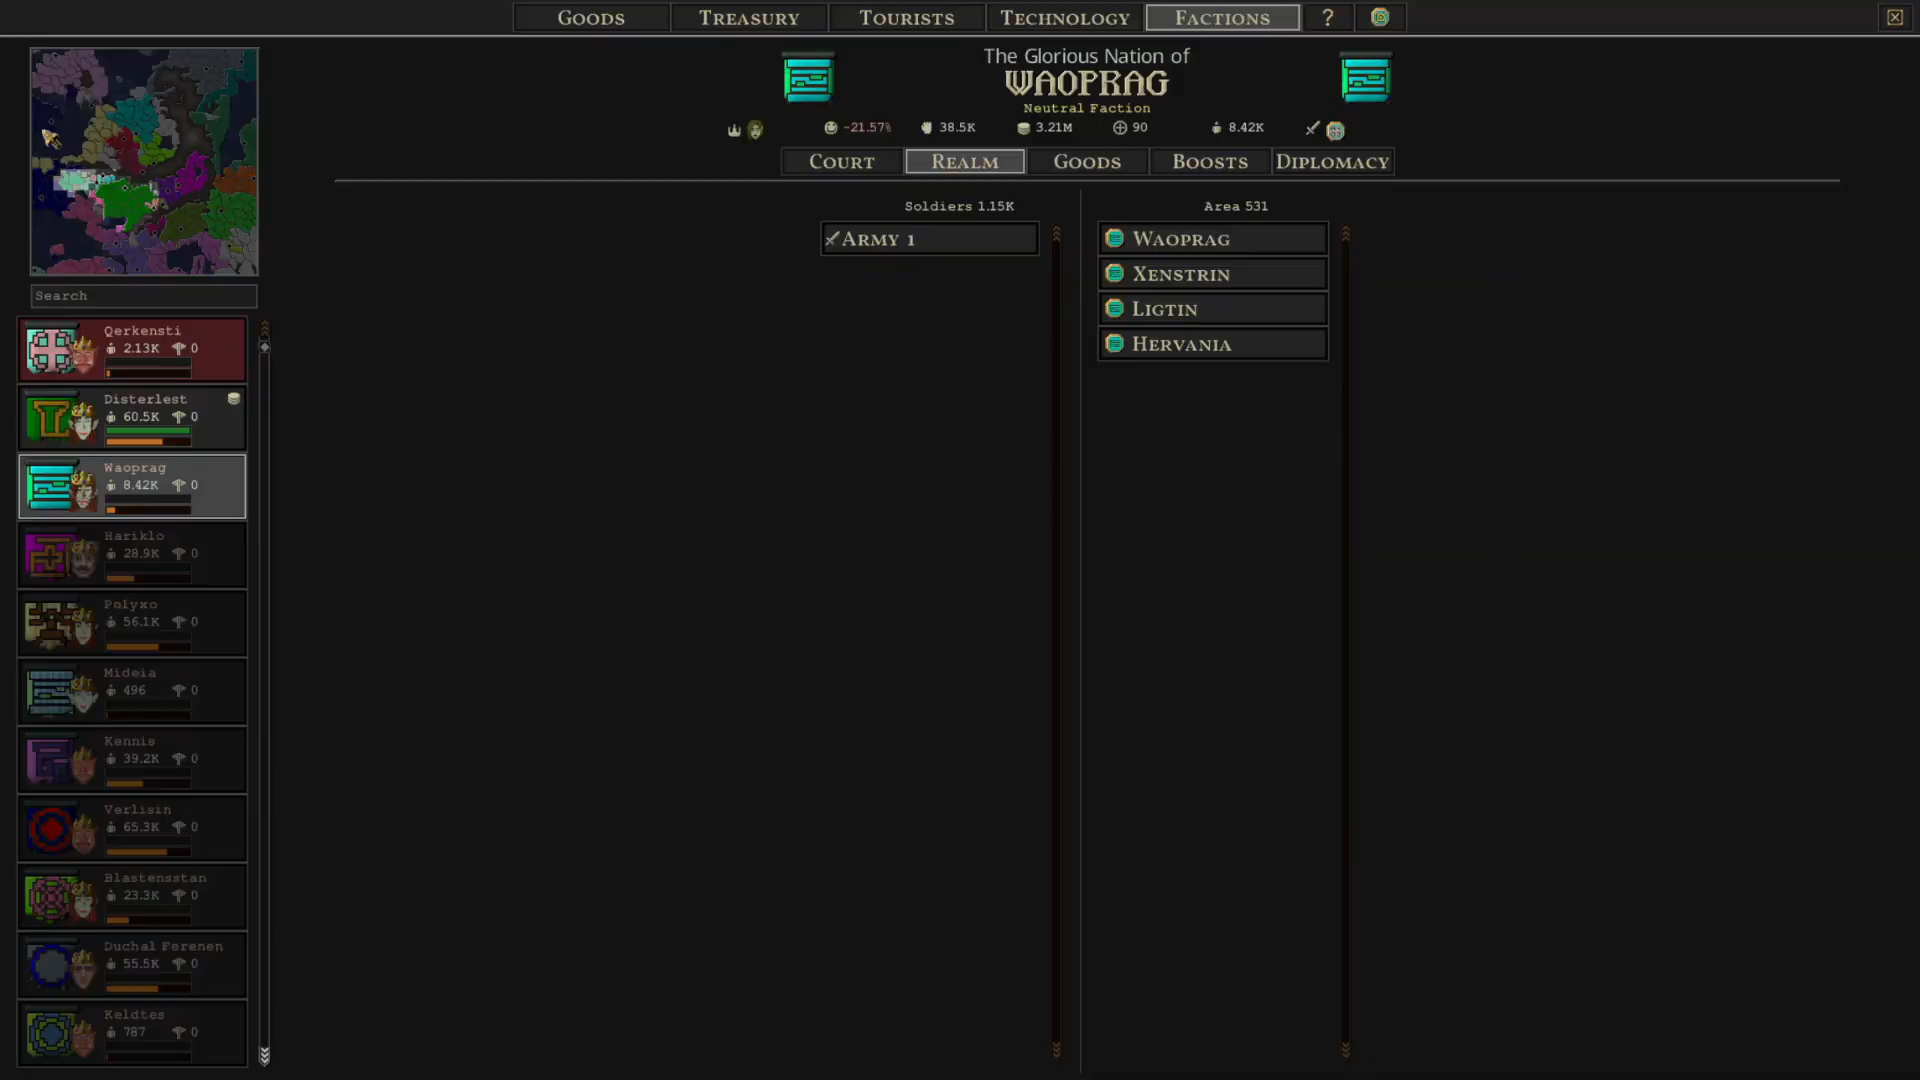 GOODS TREASURY TOURISTS TECHNOLOGY FACTIONS ?
The Glorious Nation of
WAOPRAG
Neutral Faction
-21.57% 38.5K 3.21M 90 8.42K
COURT REALM GOODS BOOSTS DIPLOMACY
Search
Qerkensti
2.13K 0
Disterlest
60.5K 0
Waoprag
8.42K 0
Hariklo
28.9K 0
Polyxo
56.1K 0
Mideia
496 0
Kennis
39.2K 0
Verlisin
65.3K 0
Blastensstan
23.3K 0
Duchal Forenen
55.5K 0
Keldtes
787 0
Soldiers 1.15K
ARMY 1
Area 531
WAOPRAG
XENSTRIN
LIGTIN
HERVANIA